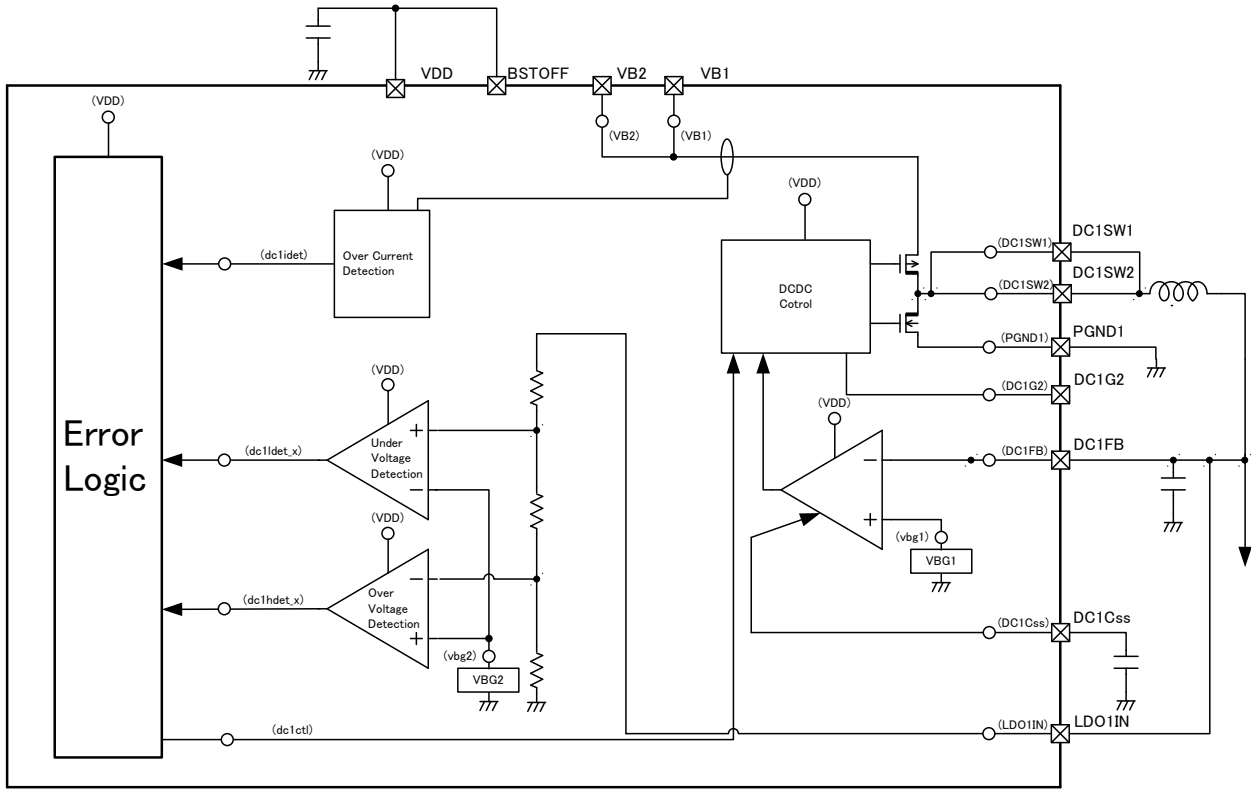 VDD
BSTOFF
VB2
VB1
(VDD)
(VB2)
(VB1)
(VDD)
(VDD)
Over Current
Detection
(dc1idet)
DCDC
Cotrol
(DC1SW1)
DC1SW1
(DC1SW2)
DC1SW2
(PGND1)
PGND1
(DC1G2)
DC1G2
(VDD)
(VDD)
Error
Logic
(dc1ldet_x)
+
Under
Voltage
Detection
−
−
(DC1FB)
DC1FB
+
(vbg1)
VBG1
(VDD)
(dc1hdet_x)
−
Over
Voltage
Detection
+
(vbg2)
VBG2
(DC1Css)
DC1Css
(dc1ctl)
(LDO1IN)
LDO1IN